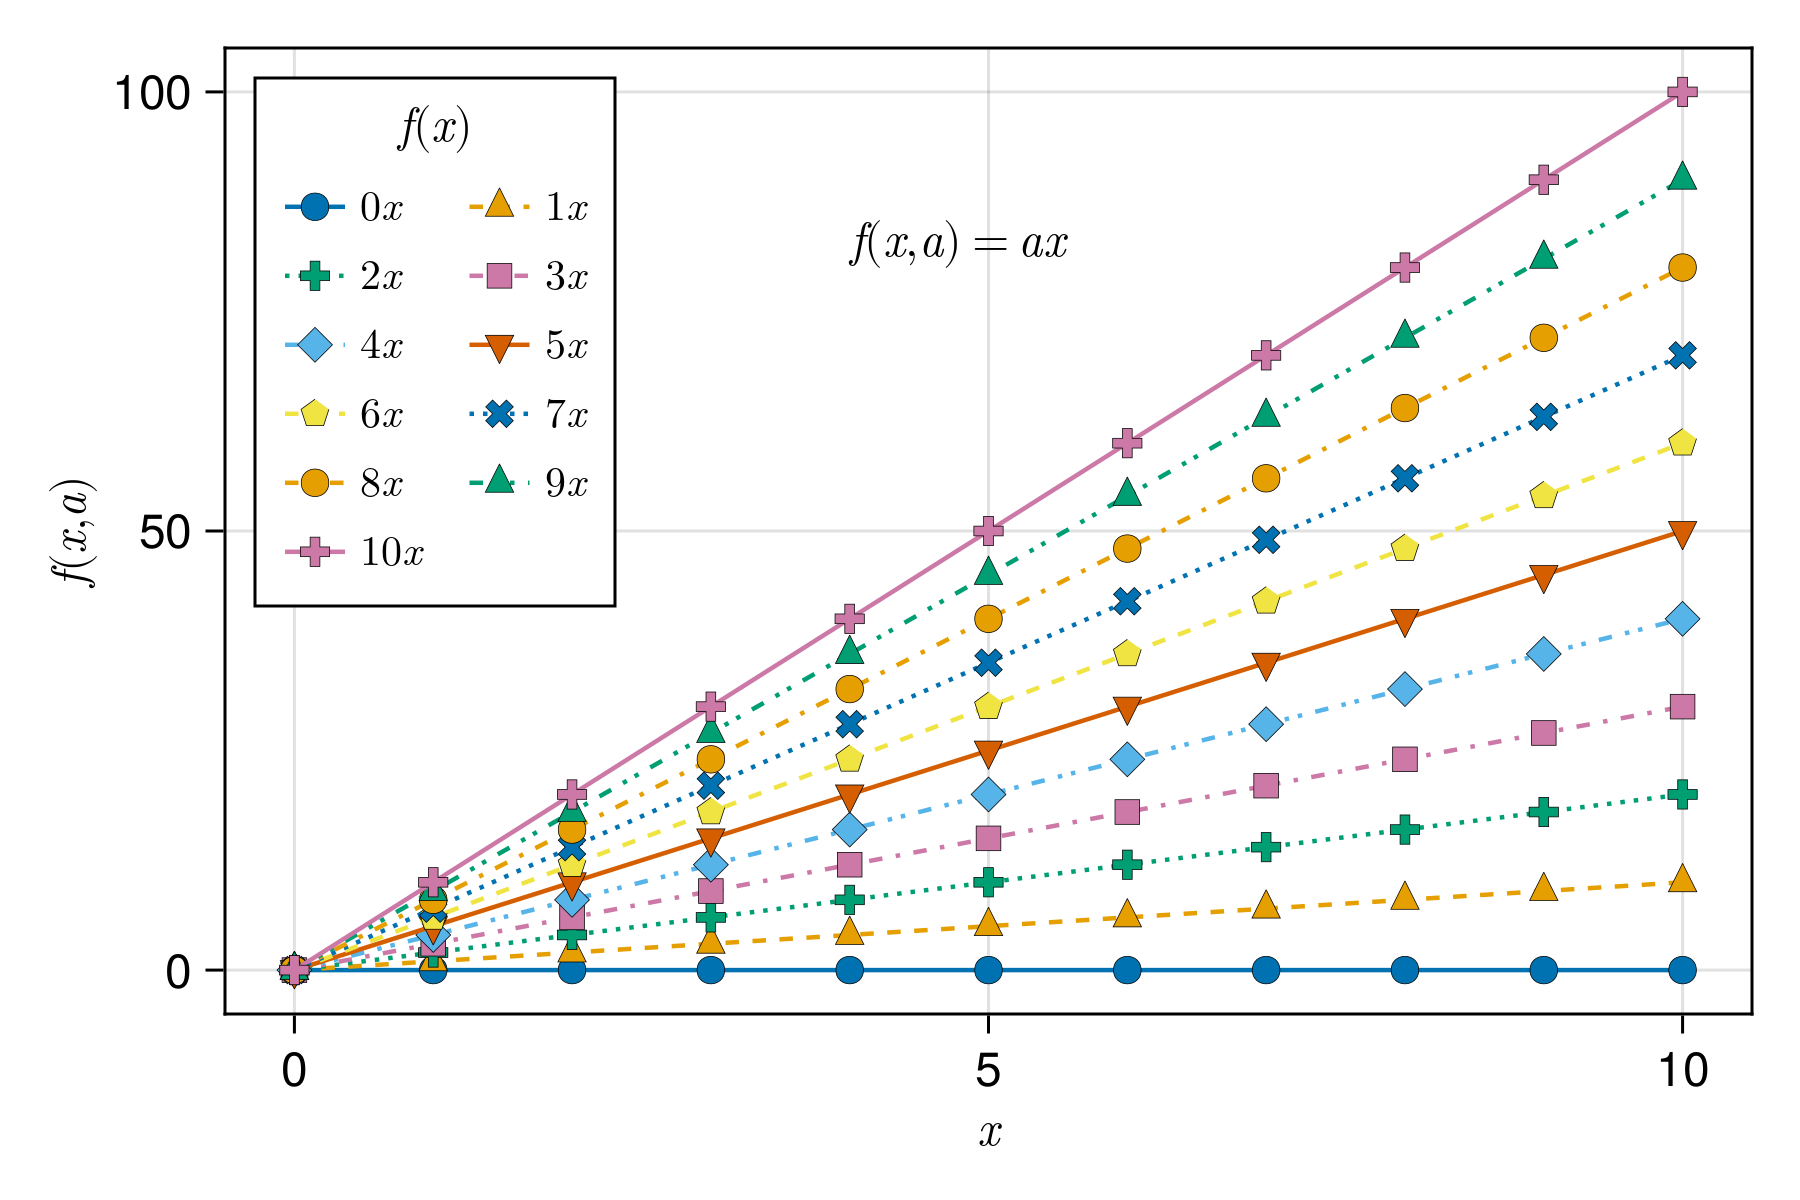 100
f(x)
0x 1x
f(x,a) = ax
2x 3x
4x 5x
6x 7x
8x 9x
50
f(x,a)
10x
0
0 5 10
x